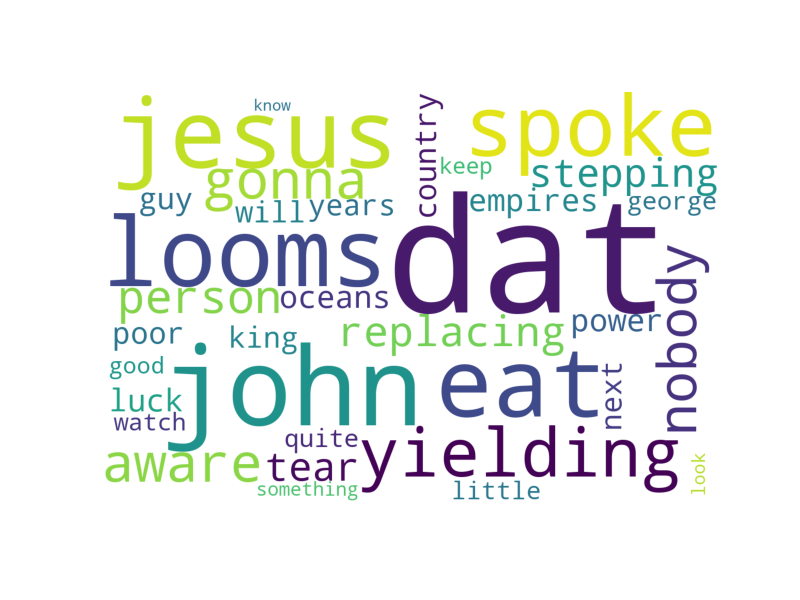 know
jesus
spoke
country
keep
gonna
stepping
guy
will
years
empires
george
looms
dat
person
oceans
nobody
poor
king
replacing
power
good
john
eat
next
luck
watch
quite
yielding
aware
tear
look
something
little